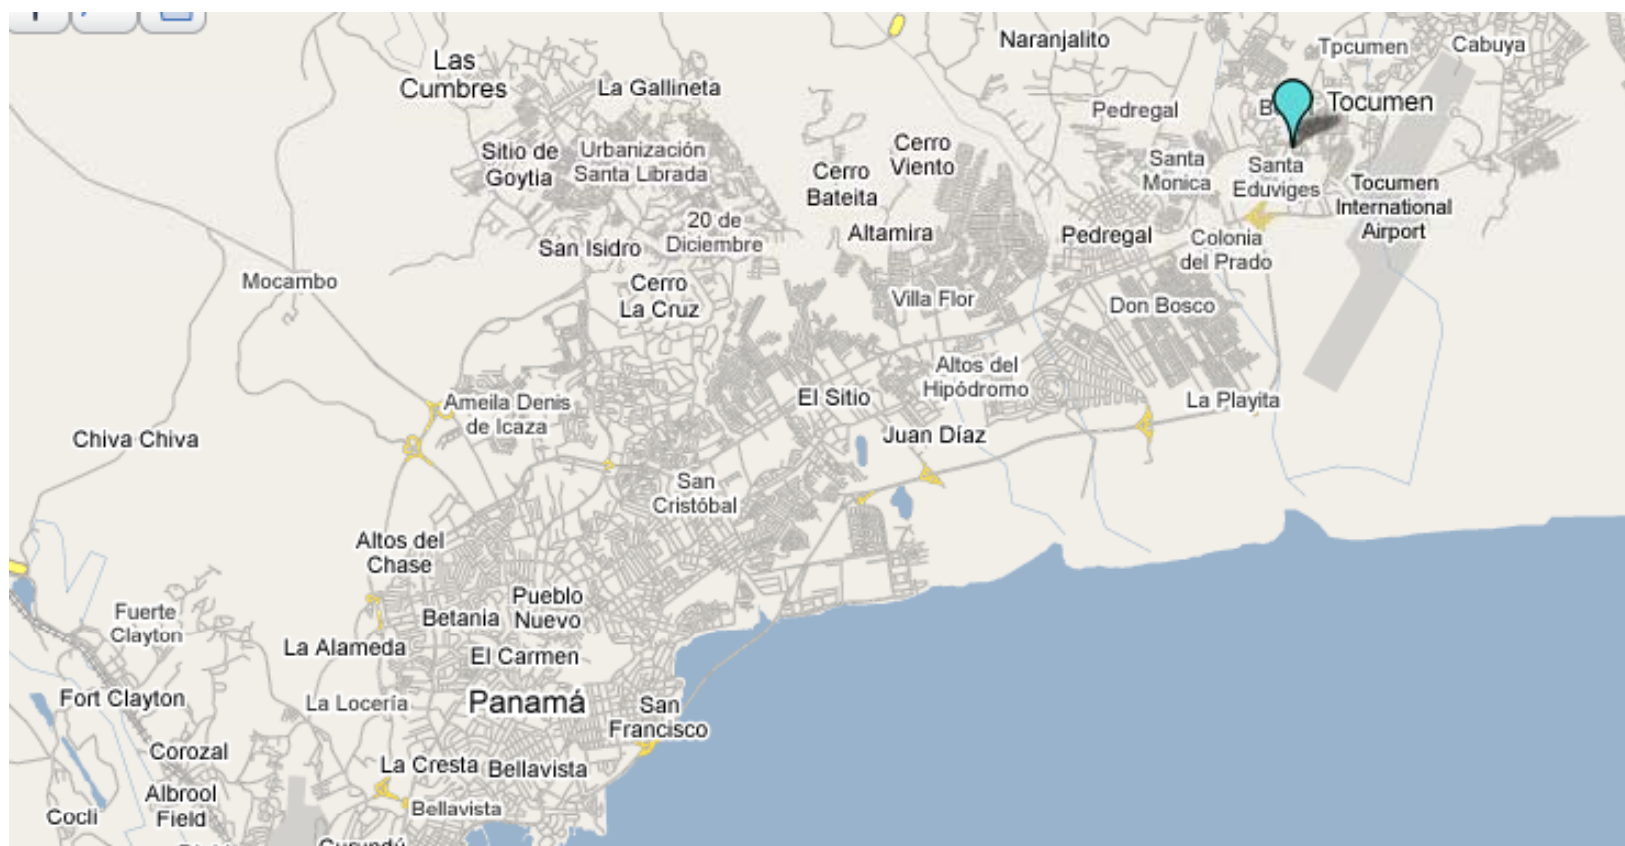 Naranjalito
Tpcumen
Cabuya
Las
Cumbres
La Gallineta
Pedregal
Tocumen
Sitio de
Goytia
Urbanización
Santa Librada
Cerro
Viento
Cerro
Bateita
Santa
Monica
Santa
Eduviges
Tocumen
International
Airport
20 de
Diciembre
San Isidro
Altamira
Pedregal
Colonia
del Prado
Mocambo
Cerro
La Cruz
Villa Flor
Don Bosco
Altos del
Hipódromo
El Sitio
La Playita
Ameila Denis
de Icaza
Chiva Chiva
Juan Díaz
San
Cristóbal
Altos del
Chase
Fuerte
Clayton
Betania
Pueblo
Nuevo
La Alameda
El Carmen
Fort Clayton
La Locería
Panamá
San
Francisco
Corozal
La Cresta
Bellavista
Albrool
Field
Cocli
Bellavista